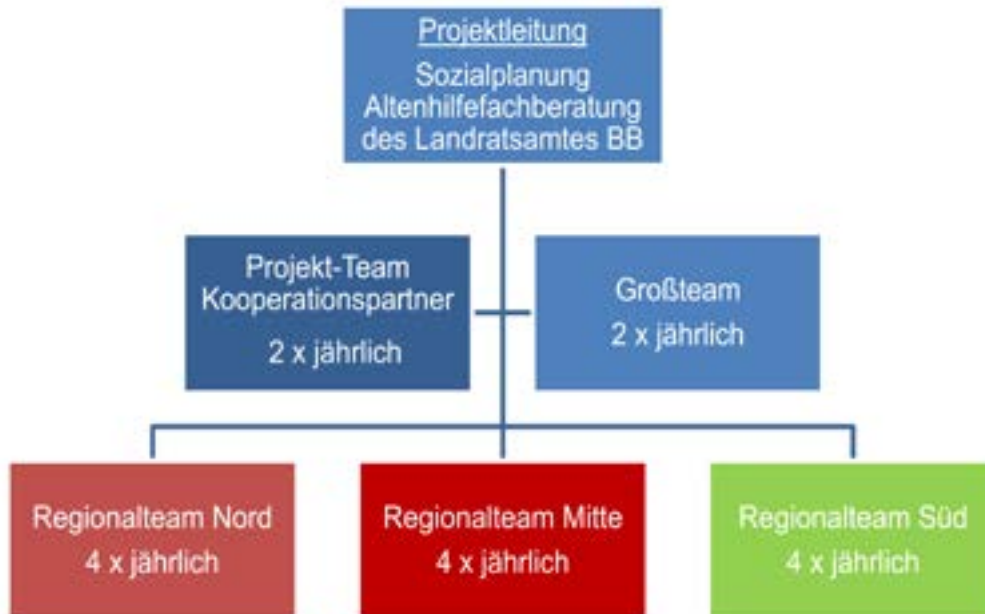 Projektleitung
Sozialplanung
Altenhilfefachberatung
des Landratsamtes BB
Projekt-Team
Kooperationspartner
2 x jährlich
Großteam
2 x jährlich
Regionalteam Nord
4 x jährlich
Regionalteam Mitte
4 x jährlich
Regionalteam Süd
4 x jährlich